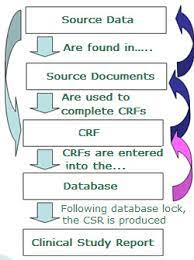 Source Data
Are found in.....
Source Documents
Are used to
complete CRFs
CRF
CRFs are entered
into the...
Database
Following database lock,
the CSR is produced
Clinical Study Report